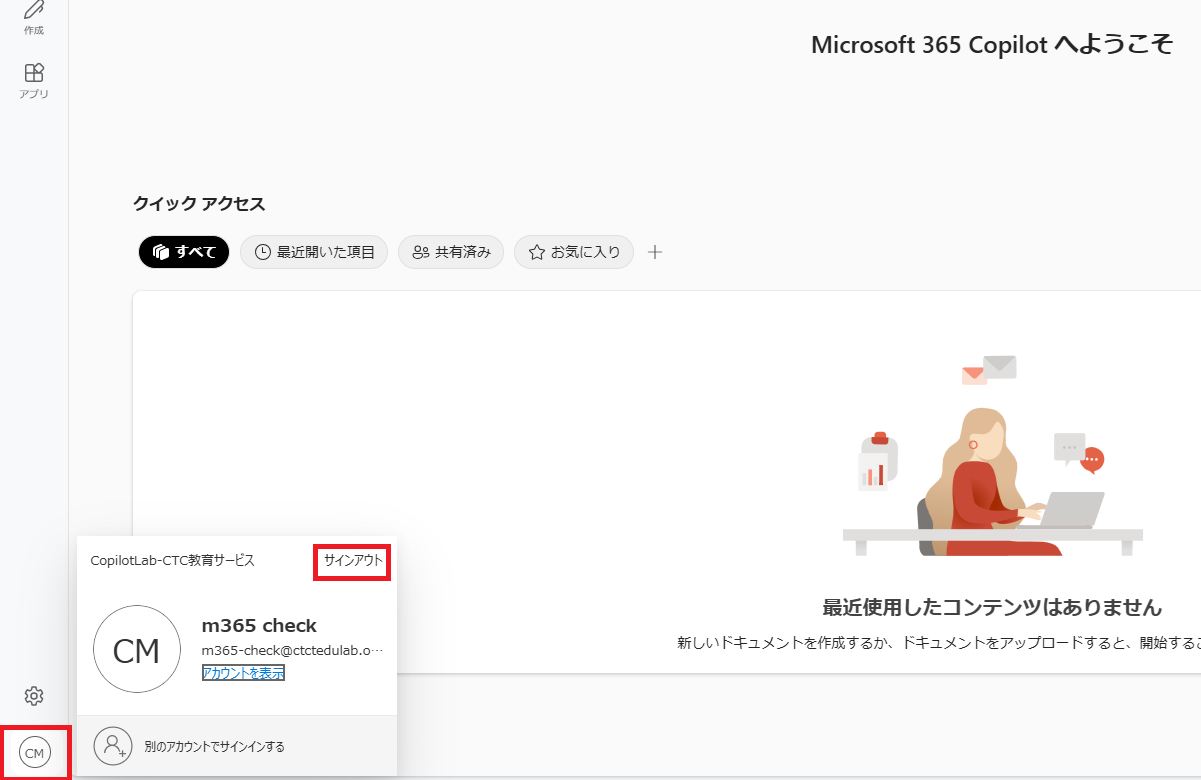 作成
アプリ
Microsoft 365 Copilot へようこそ
クイック アクセス
すべて
最近開いた項目
共有済み
お気に入り
最近使用したコンテンツはありません
新しいドキュメントを作成するか、ドキュメントをアップロードすると、開始するこ
CopilotLab-CTC教育サービス
サインアウト
CM
m365 check
m365-check@ctctedulab.o…
アカウントを表示
別のアカウントでサインインする
CM